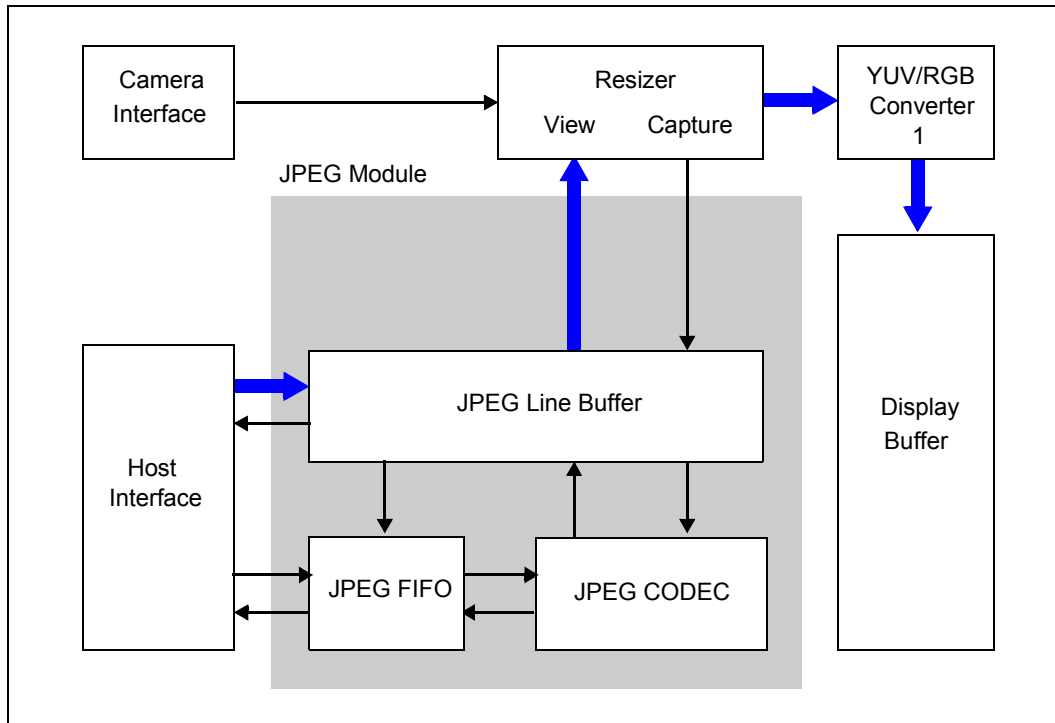 Camera
Interface
Resizer
View Capture
YUV/RGB
Converter
1
JPEG Module
JPEG Line Buffer
Host
Interface
Display
Buffer
JPEG FIFO
JPEG CODEC